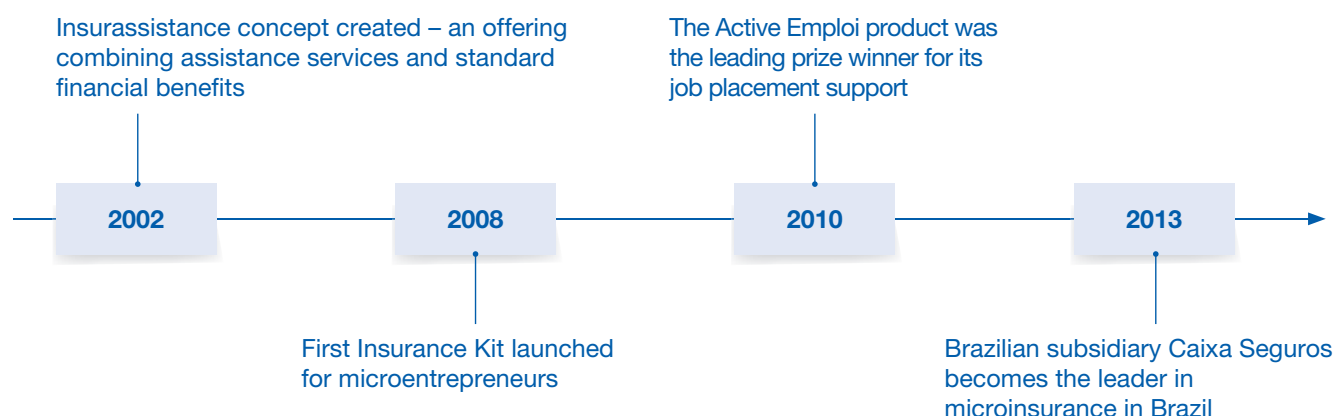 Insurassistance concept created – an offering
combining assistance services and standard
financial benefits
The Active Emploi product was
the leading prize winner for its
job placement support
2002
2008
2010
2013
First Insurance Kit launched
for microentrepreneurs
Brazilian subsidiary Caixa Seguros
becomes the leader in
microinsurance in Brazil